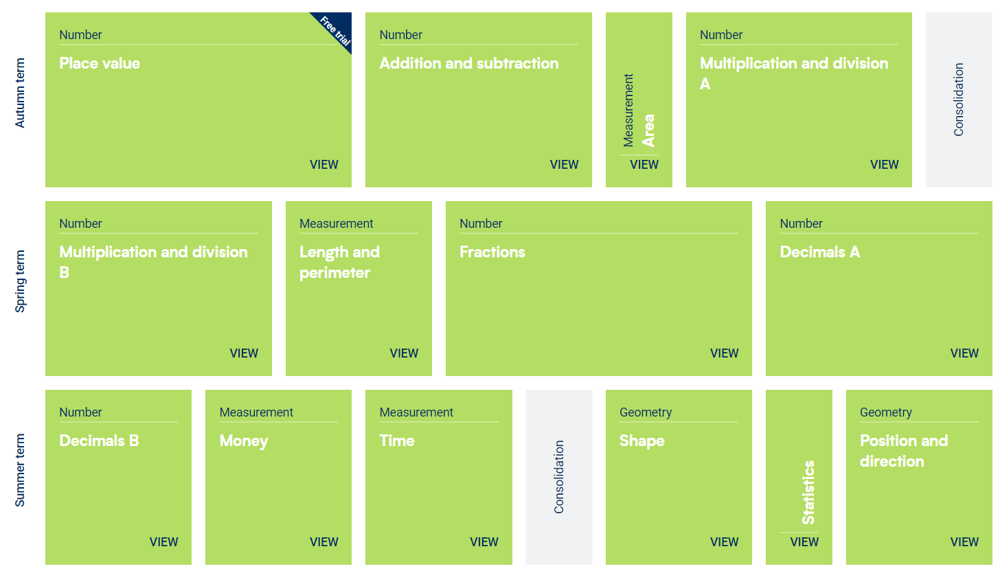 Autumn term
Number
Free trial
Place value
VIEW
Number
Addition and subtraction
VIEW
Measurement
Area
VIEW
Number
Multiplication and division
A
VIEW
Consolidation
Spring term
Number
Multiplication and division
B
VIEW
Measurement
Length and
perimeter
VIEW
Number
Fractions
VIEW
Number
Decimals A
VIEW
Summer term
Number
Decimals B
VIEW
Measurement
Money
VIEW
Measurement
Time
VIEW
Consolidation
Geometry
Shape
VIEW
Statistics
VIEW
Geometry
Position and
direction
VIEW